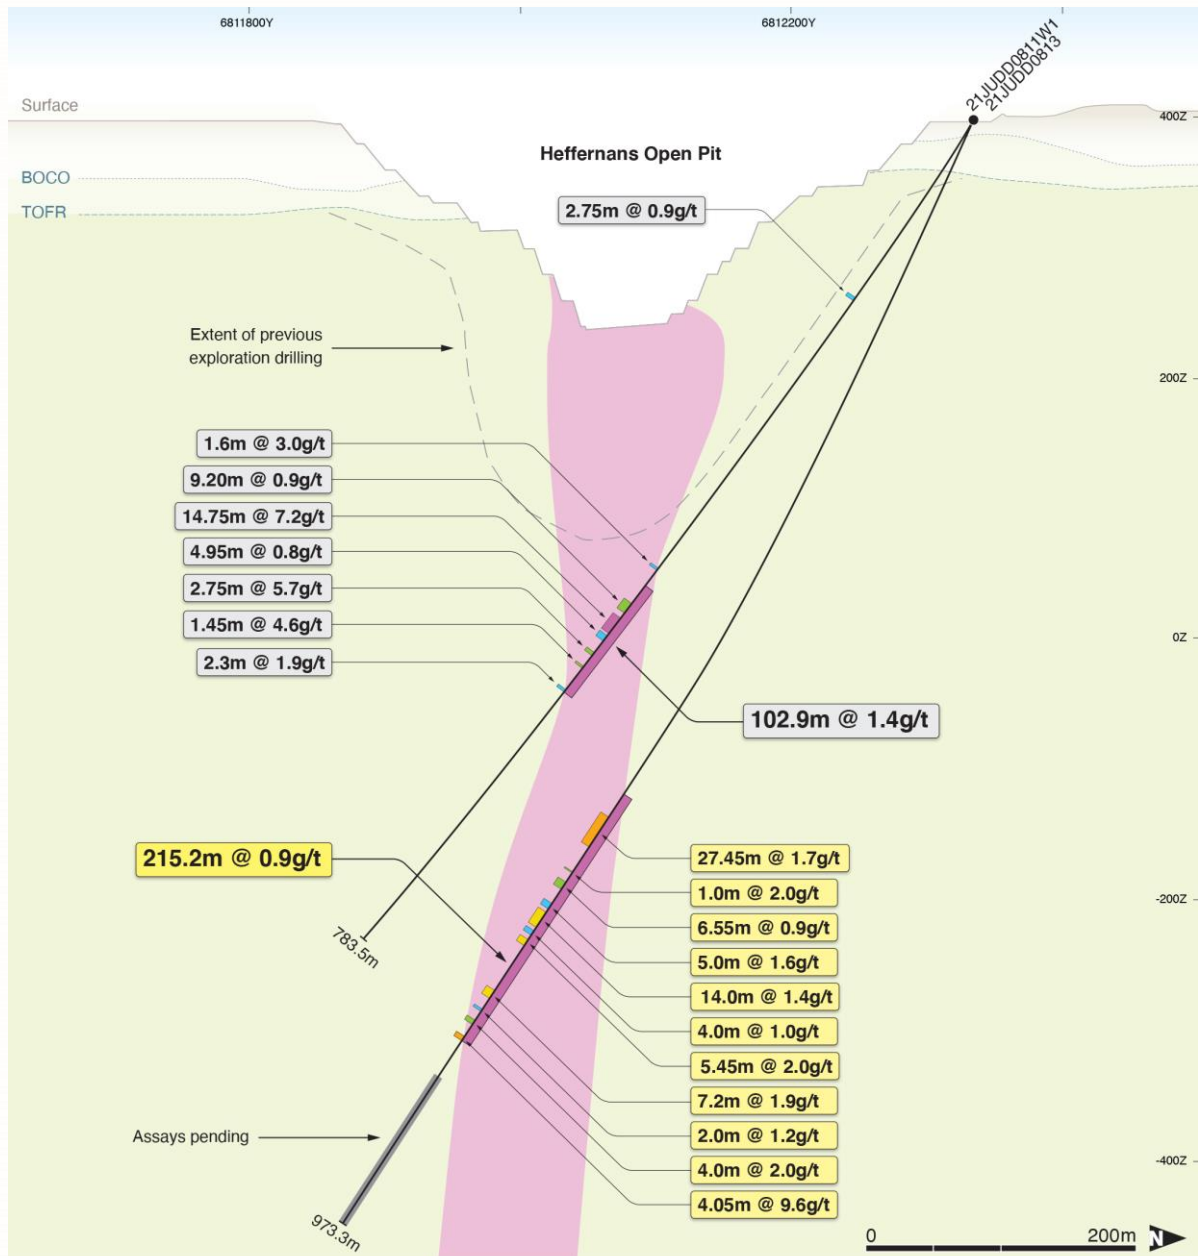 6811800Y
6812200Y
21JUDD0811W1
21JUDD0813
Surface
400Z
Heffernans Open Pit
BOCO
TOFR
2.75m @ 0.9g/t
Extent of previous
exploration drilling
200Z
1.6m @ 3.0g/t
9.20m @ 0.9g/t
14.75m @ 7.2g/t
4.95m @ 0.8g/t
2.75m @ 5.7g/t
1.45m @ 4.6g/t
2.3m @ 1.9g/t
0Z
102.9m @ 1.4g/t
215.2m @ 0.9g/t
27.45m @ 1.7g/t
1.0m @ 2.0g/t
-200Z
6.55m @ 0.9g/t
783.5m
5.0m @ 1.6g/t
14.0m @ 1.4g/t
4.0m @ 1.0g/t
5.45m @ 2.0g/t
7.2m @ 1.9g/t
2.0m @ 1.2g/t
Assays pending
4.0m @ 2.0g/t
-400Z
4.05m @ 9.6g/t
973.3m
0 200m
N